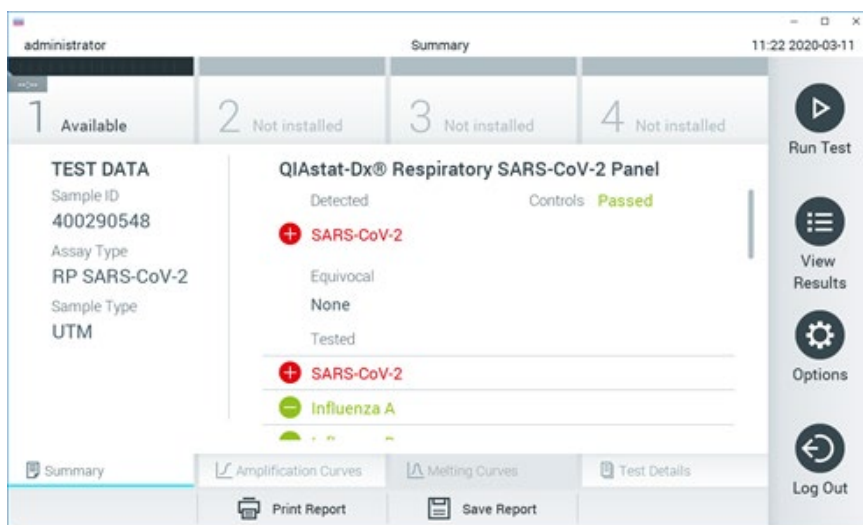 administrator Summary 11:22 2020-03-11
--:--
1 Available 2 Not installed 3 Not installed 4 Not installed
Run Test
TEST DATA
Sample ID
400290548
Assay Type
RP SARS-CoV-2
Sample Type
UTM
QIAstat-Dx® Respiratory SARS-CoV-2 Panel
Detected Controls Passed
SARS-CoV-2
Equivocal
None
Tested
SARS-CoV-2
Influenza A
View
Results
Options
Log Out
Summary Amplification Curves Melting Curves Test Details
Print Report Save Report